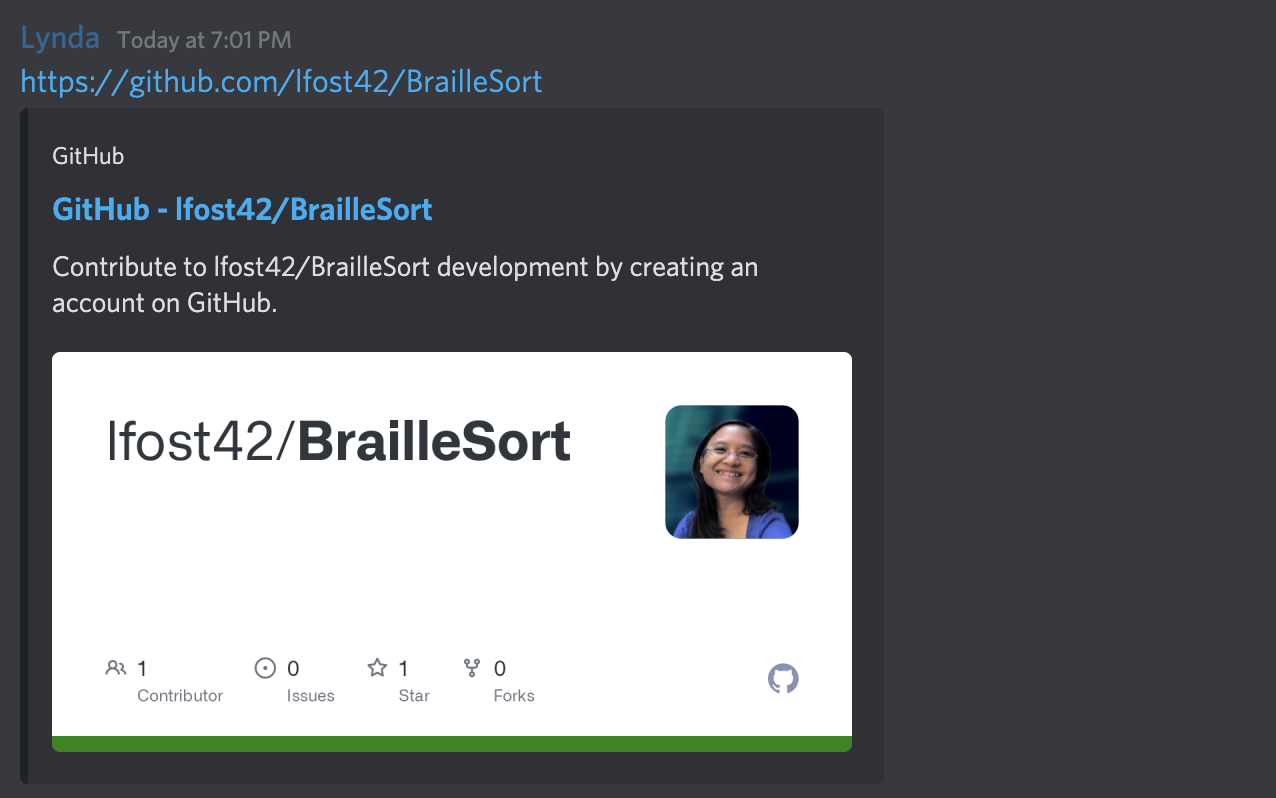 Lynda Today at 7:01 PM
https://github.com/lfost42/BrailleSort
GitHub
GitHub - lfost42/BrailleSort
Contribute to lfost42/BrailleSort development by creating an
account on GitHub.
lfost42/BrailleSort
1 0 1 0
Contributor Issues Star Forks